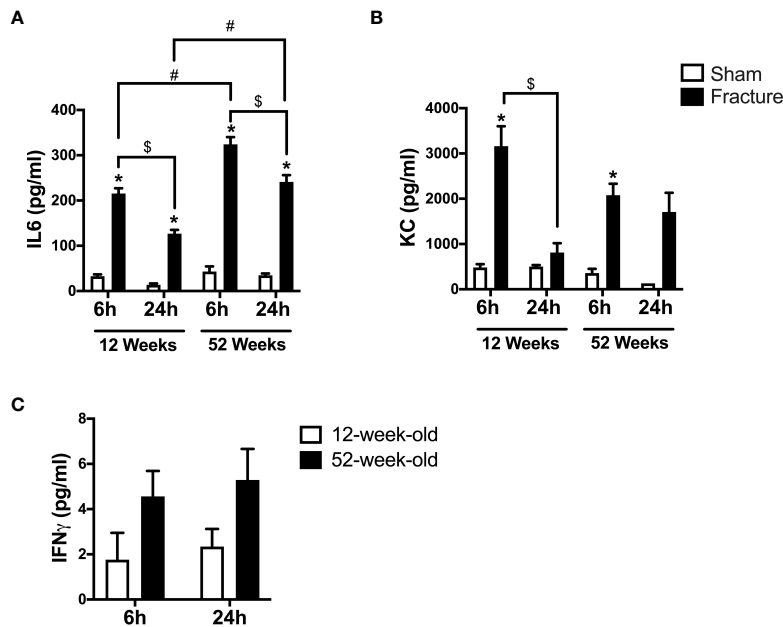 A
#
#
$
$
400
300
200
100
0
IL6 (pg/ml)
*
*
*
*
6h 24h 6h 24h
12 Weeks 52 Weeks
B
Sham
Fracture
$
4000
3000
2000
1000
0
KC (pg/ml)
*
*
6h 24h 6h 24h
12 Weeks 52 Weeks
C
8
6
4
2
0
IFNγ (pg/ml)
12-week-old
52-week-old
6h 24h